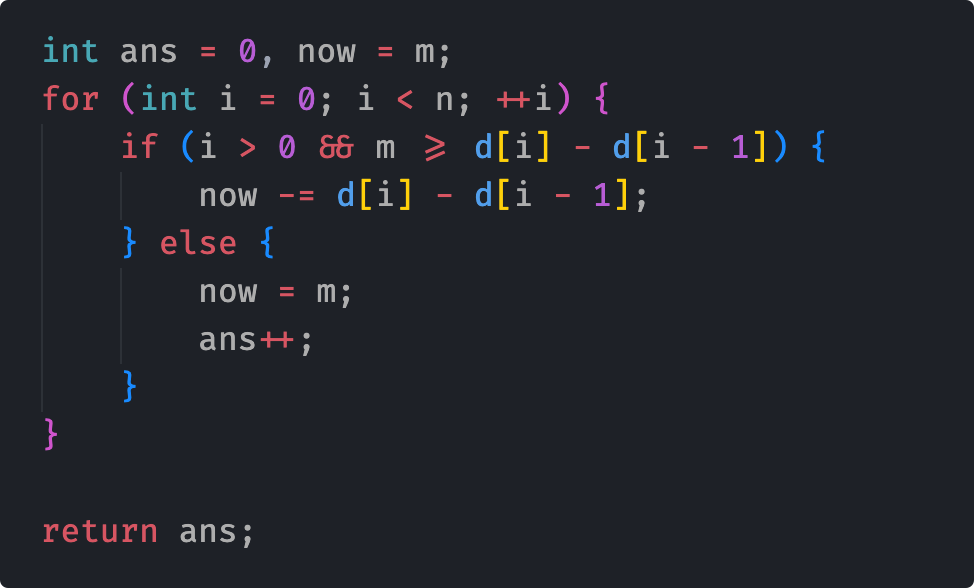 int ans = 0, now = m;
for (int i = 0; i < n; ++i) {
    if (i > 0 && m >= d[i] - d[i - 1]) {
        now -= d[i] - d[i - 1];
    } else {
        now = m;
        ans++;
    }
}

return ans;